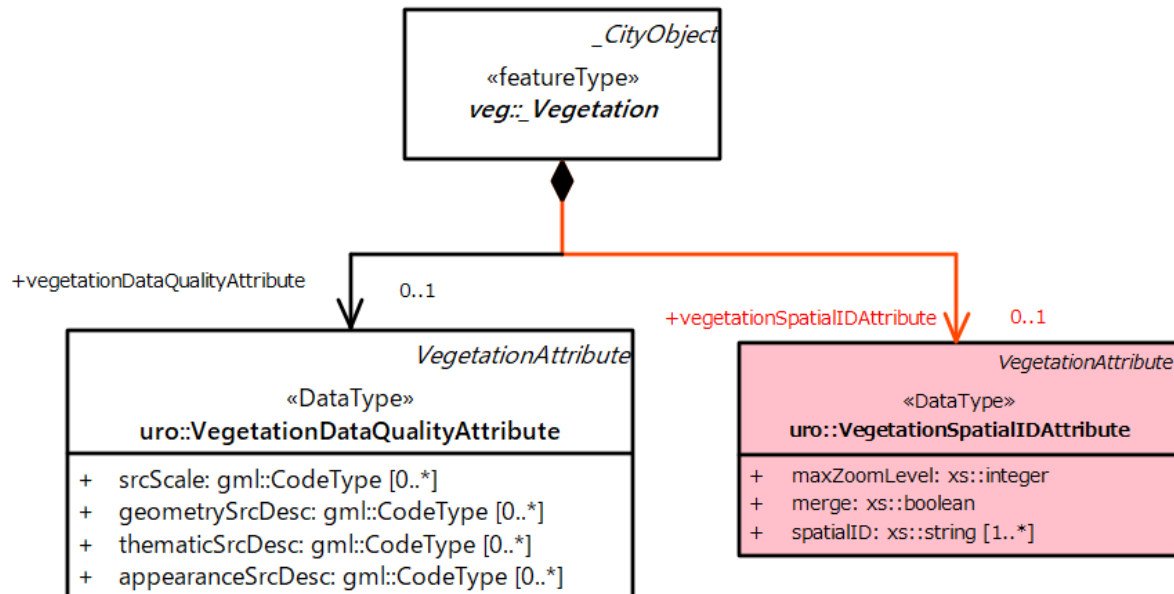 _CityObject
«featureType»
veg::_Vegetation
+vegetationDataQualityAttribute
0..1
+vegetationSpatialIDAttribute
0..1
VegetationAttribute
«DataType»
uro::VegetationDataQualityAttribute
+ srcScale: gml::CodeType [0..*]
+ geometrySrcDesc: gml::CodeType [0..*]
+ thematicSrcDesc: gml::CodeType [0..*]
+ appearanceSrcDesc: gml::CodeType [0..*]
VegetationAttribute
«DataType»
uro::VegetationSpatialIDAttribute
+ maxZoomLevel: xs::integer
+ merge: xs::boolean
+ spatialID: xs::string [1..*]